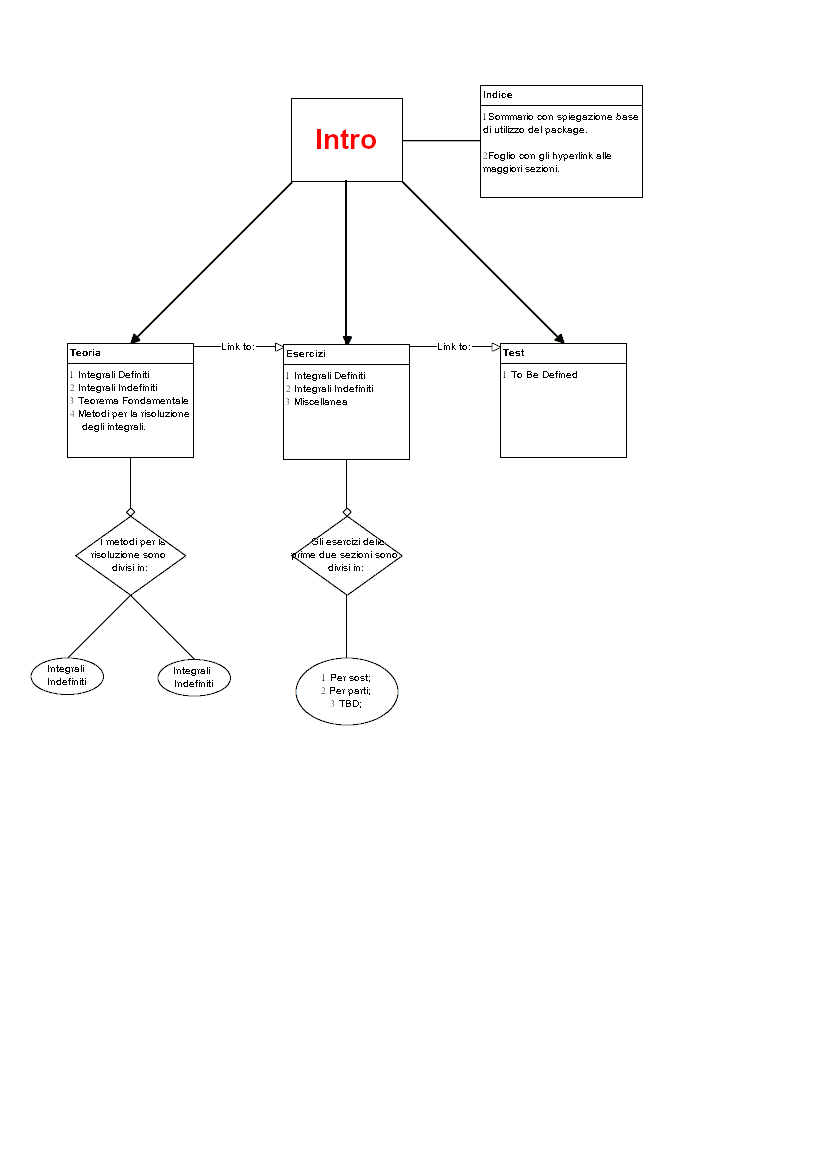 Indice
1 Sommario con spiegazione base
di utilizzo del package.
2 Foglio con gli hyperlink alle
maggiori sezioni.
Intro
Link to:
Link to:
Teoria
1 Integrali Definiti
2 Integrali Indefiniti
3 Teorema Fondamentale
4 Metodi per la risoluzione
degli integrali.
Esercizi
1 Integrali Definiti
2 Integrali Indefiniti
3 Miscellanea
Test
1 To Be Defined
I metodi per la
risoluzione sono
divisi in:
Gli esercizi delle
prime due sezioni sono
divisi in:
Integrali
Indefiniti
Integrali
Indefiniti
1 Per sost;
2 Per parti;
3 TBD;